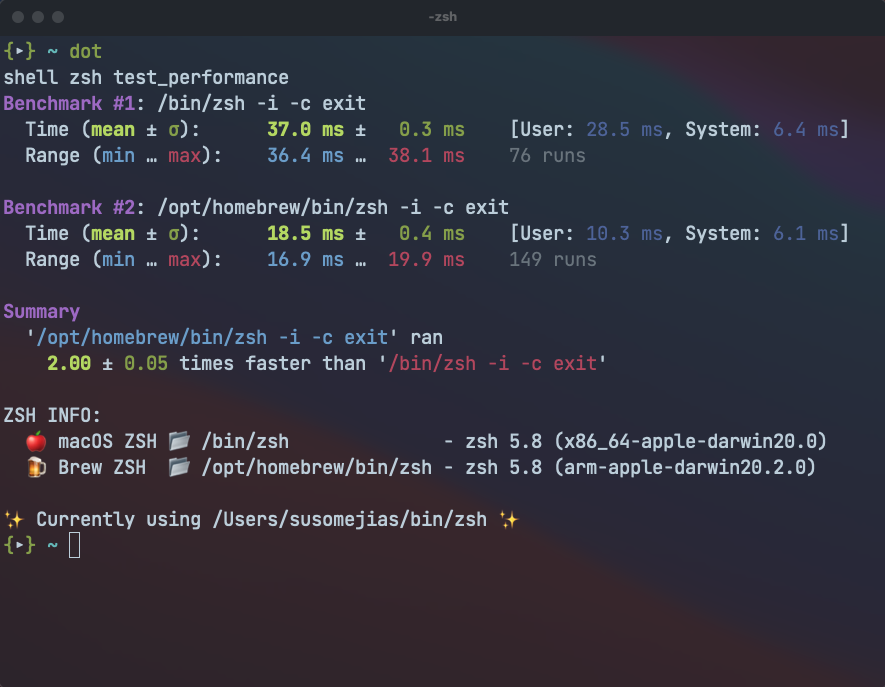 -zsh
{▸} ~ dot
shell zsh test_performance
Benchmark #1: /bin/zsh -i -c exit
  Time (mean ± σ):      37.0 ms ±   0.3 ms    [User: 28.5 ms, System: 6.4 ms]
  Range (min … max):    36.4 ms …  38.1 ms    76 runs

Benchmark #2: /opt/homebrew/bin/zsh -i -c exit
  Time (mean ± σ):      18.5 ms ±   0.4 ms    [User: 10.3 ms, System: 6.1 ms]
  Range (min … max):    16.9 ms …  19.9 ms    149 runs

Summary
  '/opt/homebrew/bin/zsh -i -c exit' ran
    2.00 ± 0.05 times faster than '/bin/zsh -i -c exit'

ZSH INFO:
  🍎 macOS ZSH 📂 /bin/zsh              - zsh 5.8 (x86_64-apple-darwin20.0)
  🍺 Brew ZSH  📂 /opt/homebrew/bin/zsh - zsh 5.8 (arm-apple-darwin20.2.0)

✨ Currently using /Users/susomejias/bin/zsh ✨
{▸} ~